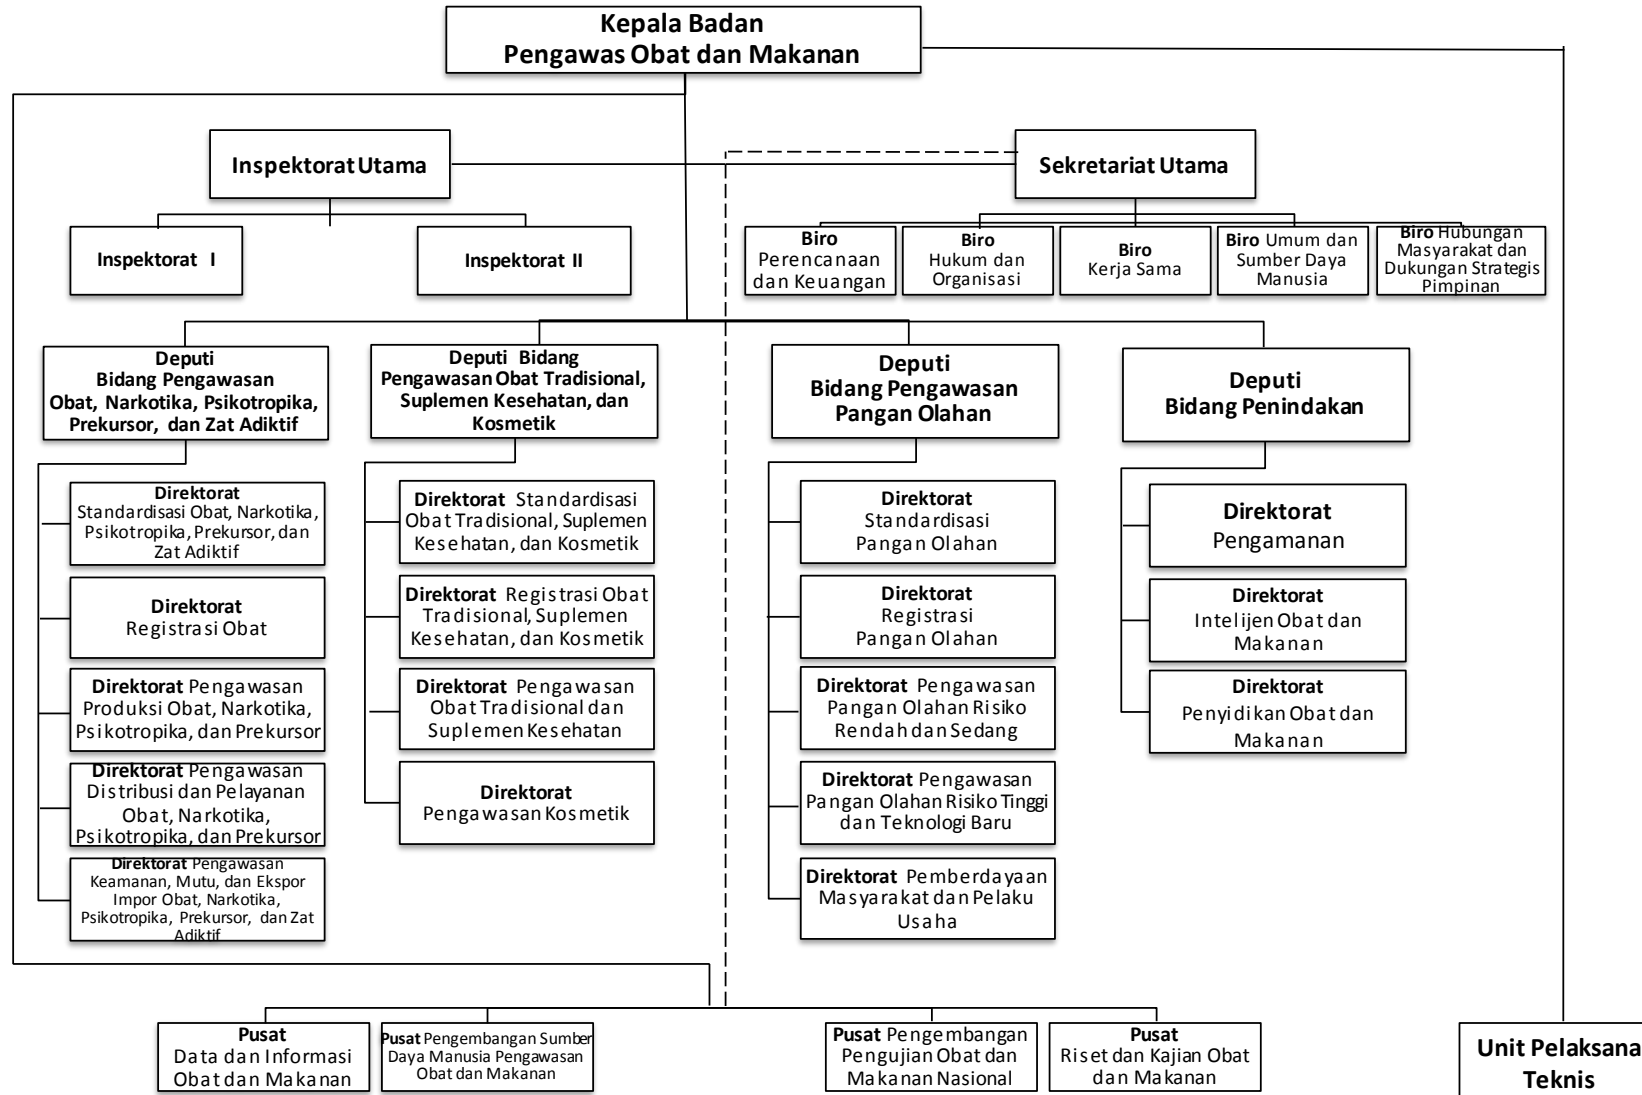 Kepala Badan
Pengawas Obat dan Makanan
Inspektorat Utama
Sekretariat Utama
Inspektorat I
Inspektorat II
Biro
Perencanaan
dan Keuangan
Biro
Hukum dan
Organisasi
Biro
Kerja Sama
Biro Umum dan
Sumber Daya
Manusia
Biro Hubungan
Masyarakat dan
Dukungan Strategis
Pimpinan
Deputi
Bidang Pengawasan
Obat, Narkotika, Psikotropika,
Prekursor, dan Zat Adiktif
Deputi Bidang
Pengawasan Obat Tradisional,
Suplemen Kesehatan, dan
Kosmetik
Deputi
Bidang Pengawasan
Pangan Olahan
Deputi
Bidang Penindakan
Direktorat
Standardisasi Obat, Narkotika,
Psikotropika, Prekursor, dan
Zat Adiktif
Direktorat
Registrasi Obat
Direktorat Pengawasan
Produksi Obat, Narkotika,
Psikotropika, dan Prekursor
Direktorat Pengawasan
Distribusi dan Pelayanan
Obat, Narkotika,
Psikotropika, dan Prekursor
Direktorat Pengawasan
Keamanan, Mutu, dan Ekspor
Impor Obat, Narkotika,
Psikotropika, Prekursor, dan Zat
Adiktif
Direktorat Standardisasi
Obat Tradisional, Suplemen
Kesehatan, dan Kosmetik
Direktorat Registrasi Obat
Tradisional, Suplemen
Kesehatan, dan Kosmetik
Direktorat Pengawasan
Obat Tradisional dan
Suplemen Kesehatan
Direktorat
Pengawasan Kosmetik
Direktorat
Standardisasi
Pangan Olahan
Direktorat
Registrasi
Pangan Olahan
Direktorat Pengawasan
Pangan Olahan Risiko
Rendah dan Sedang
Direktorat Pengawasan
Pangan Olahan Risiko Tinggi
dan Teknologi Baru
Direktorat Pemberdayaan
Masyarakat dan Pelaku
Usaha
Direktorat
Pengamanan
Direktorat
Intelijen Obat dan
Makanan
Direktorat
Penyidikan Obat dan
Makanan
Pusat
Data dan Informasi
Obat dan Makanan
Pusat Pengembangan Sumber
Daya Manusia Pengawasan
Obat dan Makanan
Pusat Pengembangan
Pengujian Obat dan
Makanan Nasional
Pusat
Riset dan Kajian Obat
dan Makanan
Unit Pelaksana
Teknis